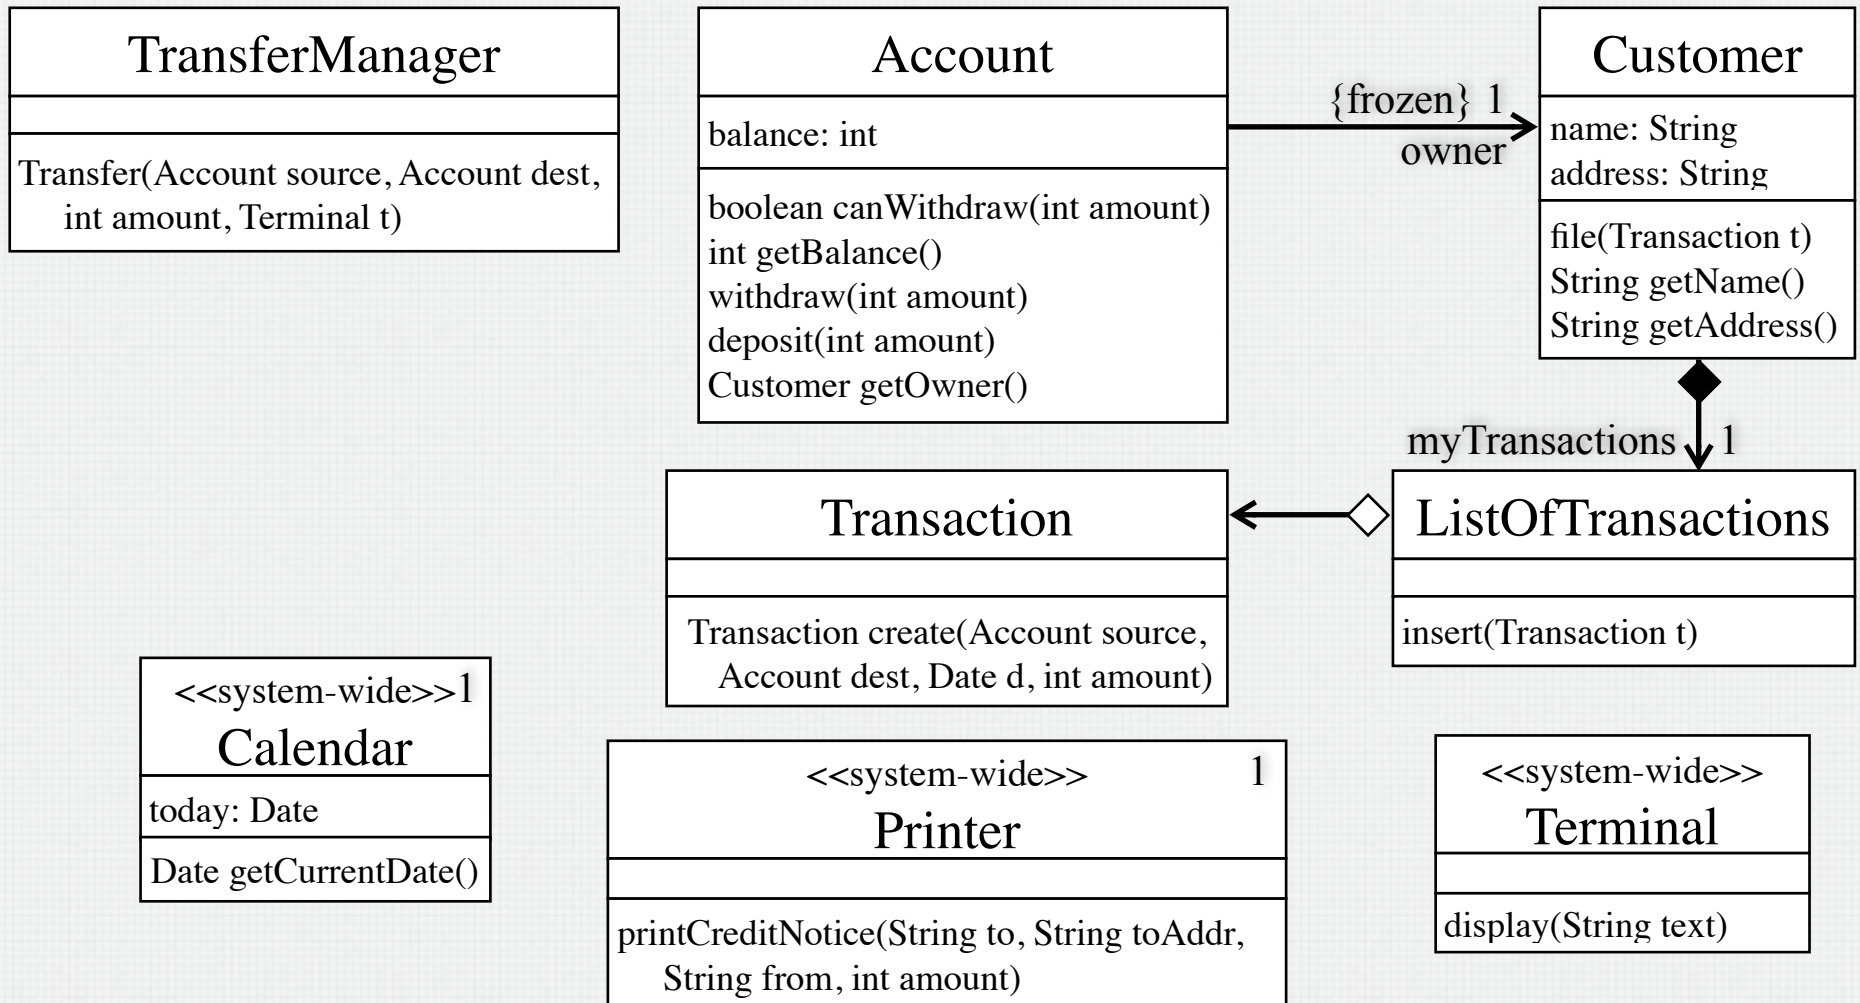 TransferManager
Transfer(Account source, Account dest,
int amount, Terminal t)
Account
balance: int
boolean canWithdraw(int amount)
int getBalance()
withdraw(int amount)
deposit(int amount)
Customer getOwner()
{frozen} 1
owner
Customer
name: String
address: String
file(Transaction t)
String getName()
String getAddress()
myTransactions 1
Transaction
Transaction create(Account source,
Account dest, Date d, int amount)
ListOfTransactions
insert(Transaction t)
<<system-wide>> 1
Calendar
today: Date
Date getCurrentDate()
<<system-wide>> 1
Printer
printCreditNotice(String to, String toAddr,
String from, int amount)
<<system-wide>>
Terminal
display(String text)